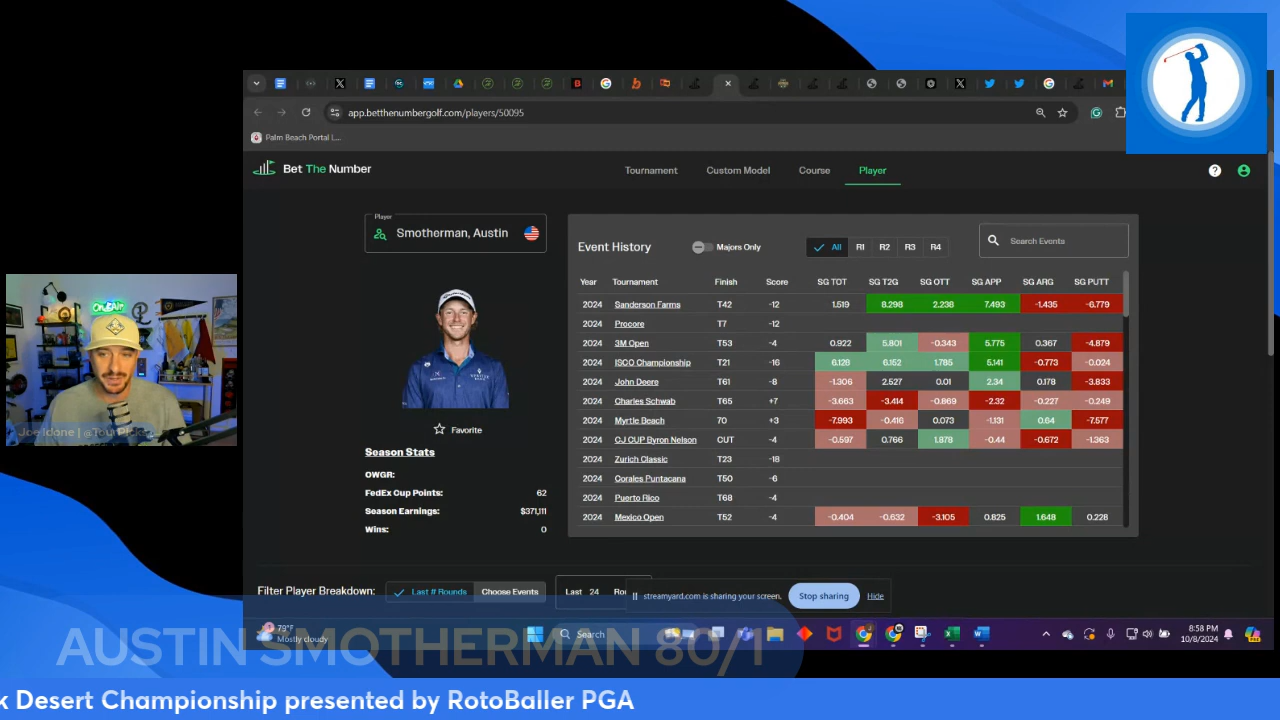 app.betthenumbergolf.com/players/50095
Palm Beach Portal L...
Bet The Number
Tournament Custom Model Course Player
Player
Smotherman, Austin
Favorite
Season Stats
OWGR:
FedEx Cup Points: 62
Season Earnings: $371,111
Wins: 0
Event History Majors Only All R1 R2 R3 R4 Search Events
Year Tournament Finish Score SG TOT SG T2G SG OTT SG APP SG ARG SG PUTT
2024 Sanderson Farms T42 -12 1.519 8.298 2.238 7.493 -1.435 -6.779
2024 Procore T7 -12
2024 3M Open T53 -4 0.922 5.801 -0.343 5.775 0.367 -4.879
2024 ISCO Championship T21 -16 6.128 6.152 1.785 5.141 -0.773 -0.024
2024 John Deere T61 -8 -1.306 2.527 0.01 2.34 0.178 -3.833
2024 Charles Schwab T65 +7 -3.663 -3.414 -0.869 -2.32 -0.227 -0.249
2024 Myrtle Beach 70 +3 -7.993 -0.416 0.073 -1.131 0.64 -7.577
2024 CJ CUP Byron Nelson CUT -4 -0.597 0.766 1.878 -0.44 -0.672 -1.363
2024 Zurich Classic T23 -18
2024 Corales Puntacana T50 -6
2024 Puerto Rico T68 -4
2024 Mexico Open T52 -4 -0.404 -0.632 -3.105 0.825 1.648 0.228
Filter Player Breakdown: Last # Rounds Choose Events Last 24
streamyard.com is sharing your screen. Stop sharing Hide
79°F
Mostly cloudy
Search
8:58 PM
10/8/2024
ON AIR
Joe Idone | @TourPicks
AUSTIN SMOTHERMAN 80/1
k Desert Championship presented by RotoBaller PGA